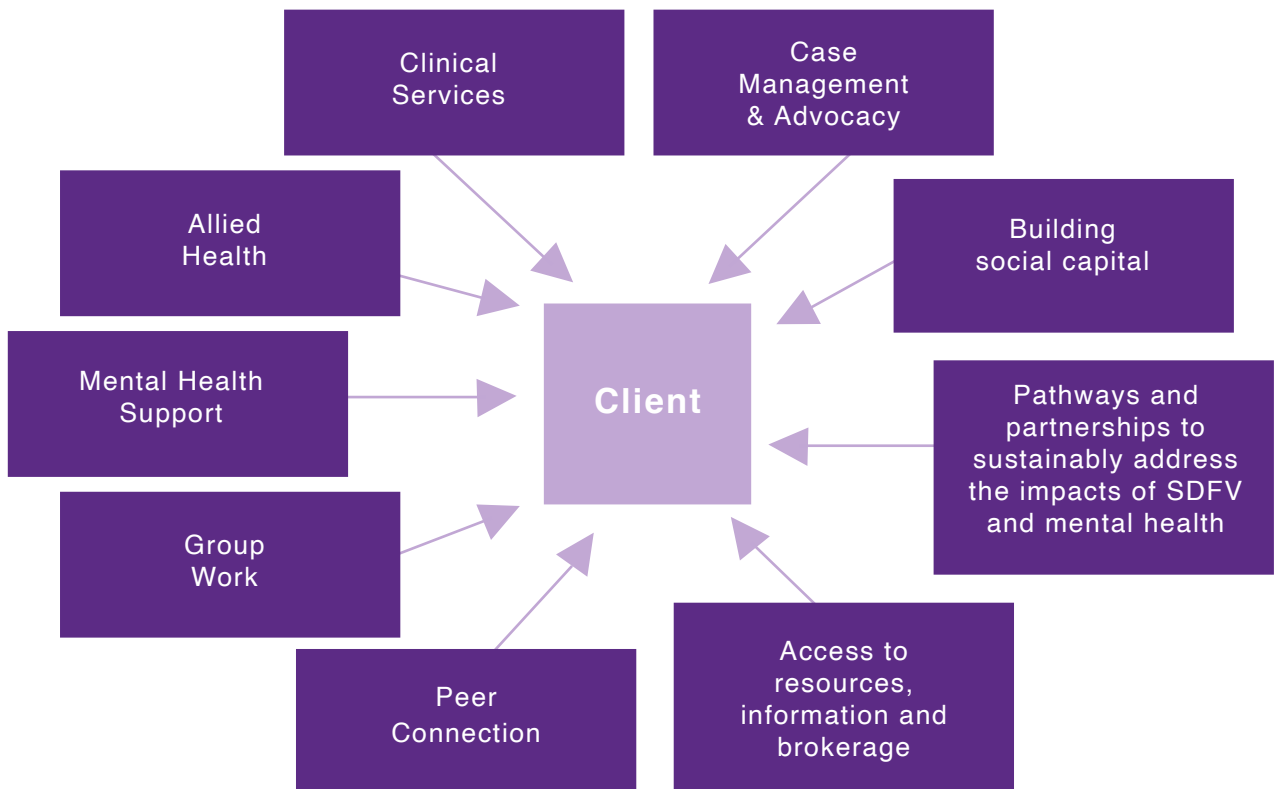 Clinical
Services
Case
Management
& Advocacy
Allied
Health
Building
social capital
Mental Health
Support
Client
Pathways and
partnerships to
sustainably address
the impacts of SDFV
and mental health
Group
Work
Peer
Connection
Access to
resources,
information and
brokerage